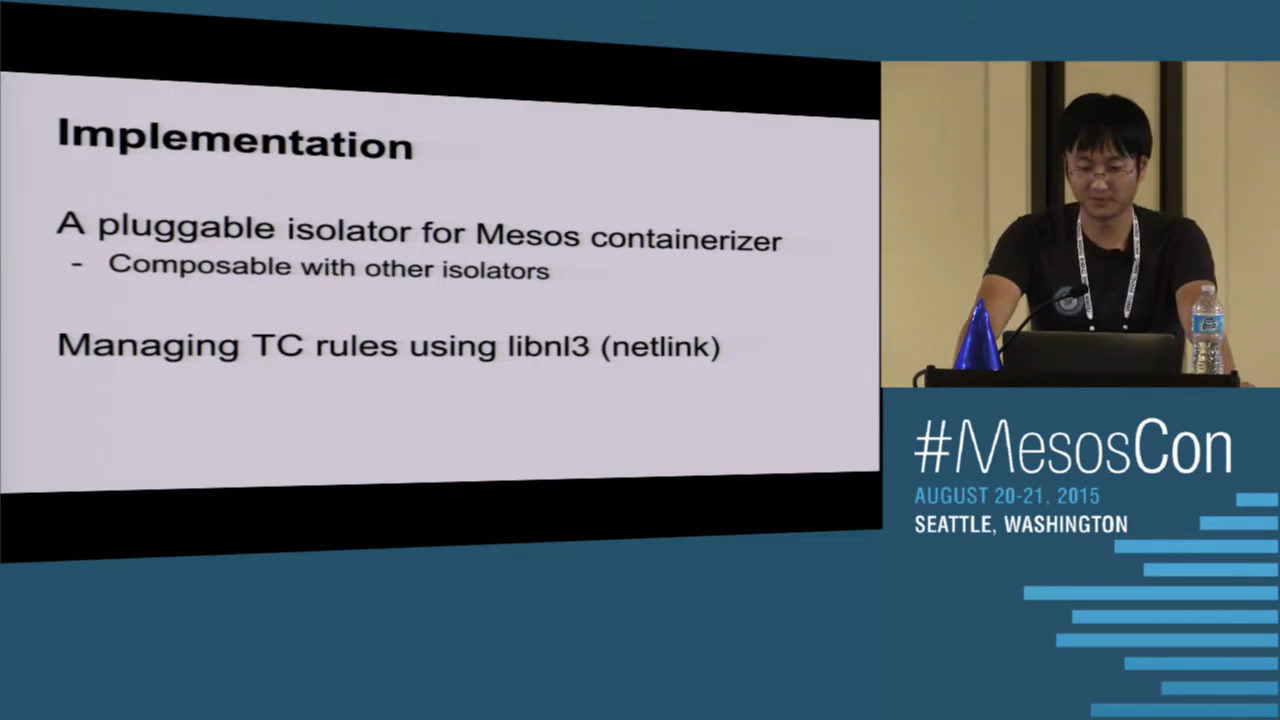 Implementation
A pluggable isolator for Mesos containerizer
- Composable with other isolators
Managing TC rules using libnl3 (netlink)
#MesosCon
AUGUST 20-21, 2015
SEATTLE, WASHINGTON